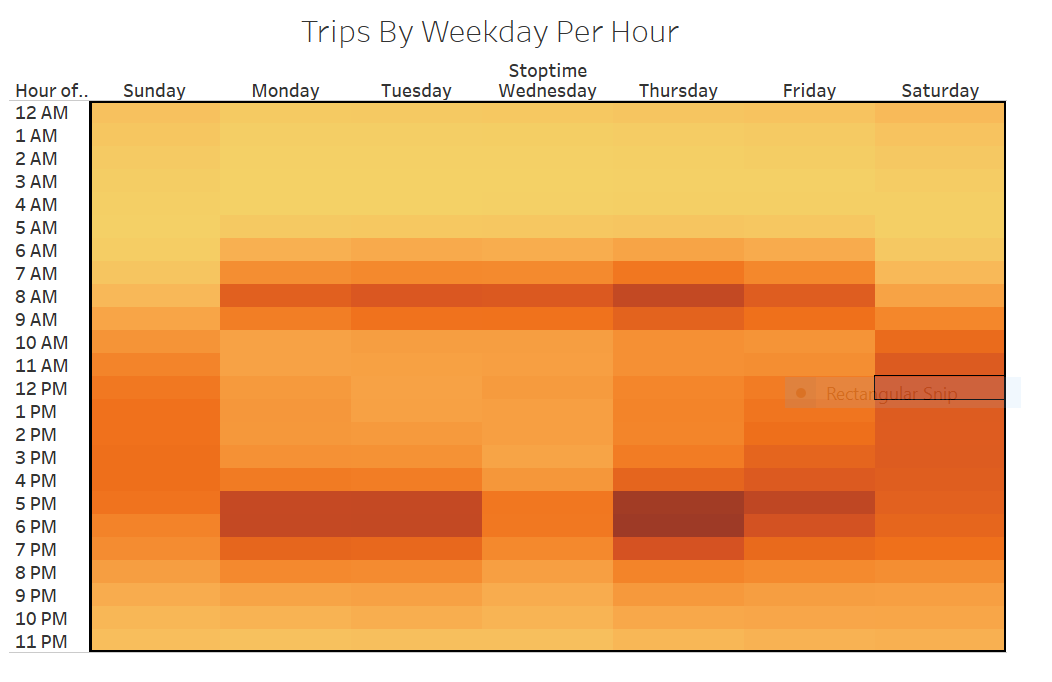 Trips By Weekday Per Hour
Stoptime
Hour of.. Sunday Monday Tuesday Wednesday Thursday Friday Saturday
12 AM
1 AM
2 AM
3 AM
4 AM
5 AM
6 AM
7 AM
8 AM
9 AM
10 AM
11 AM
12 PM
Rectangular Snip
1 PM
2 PM
3 PM
4 PM
5 PM
6 PM
7 PM
8 PM
9 PM
10 PM
11 PM